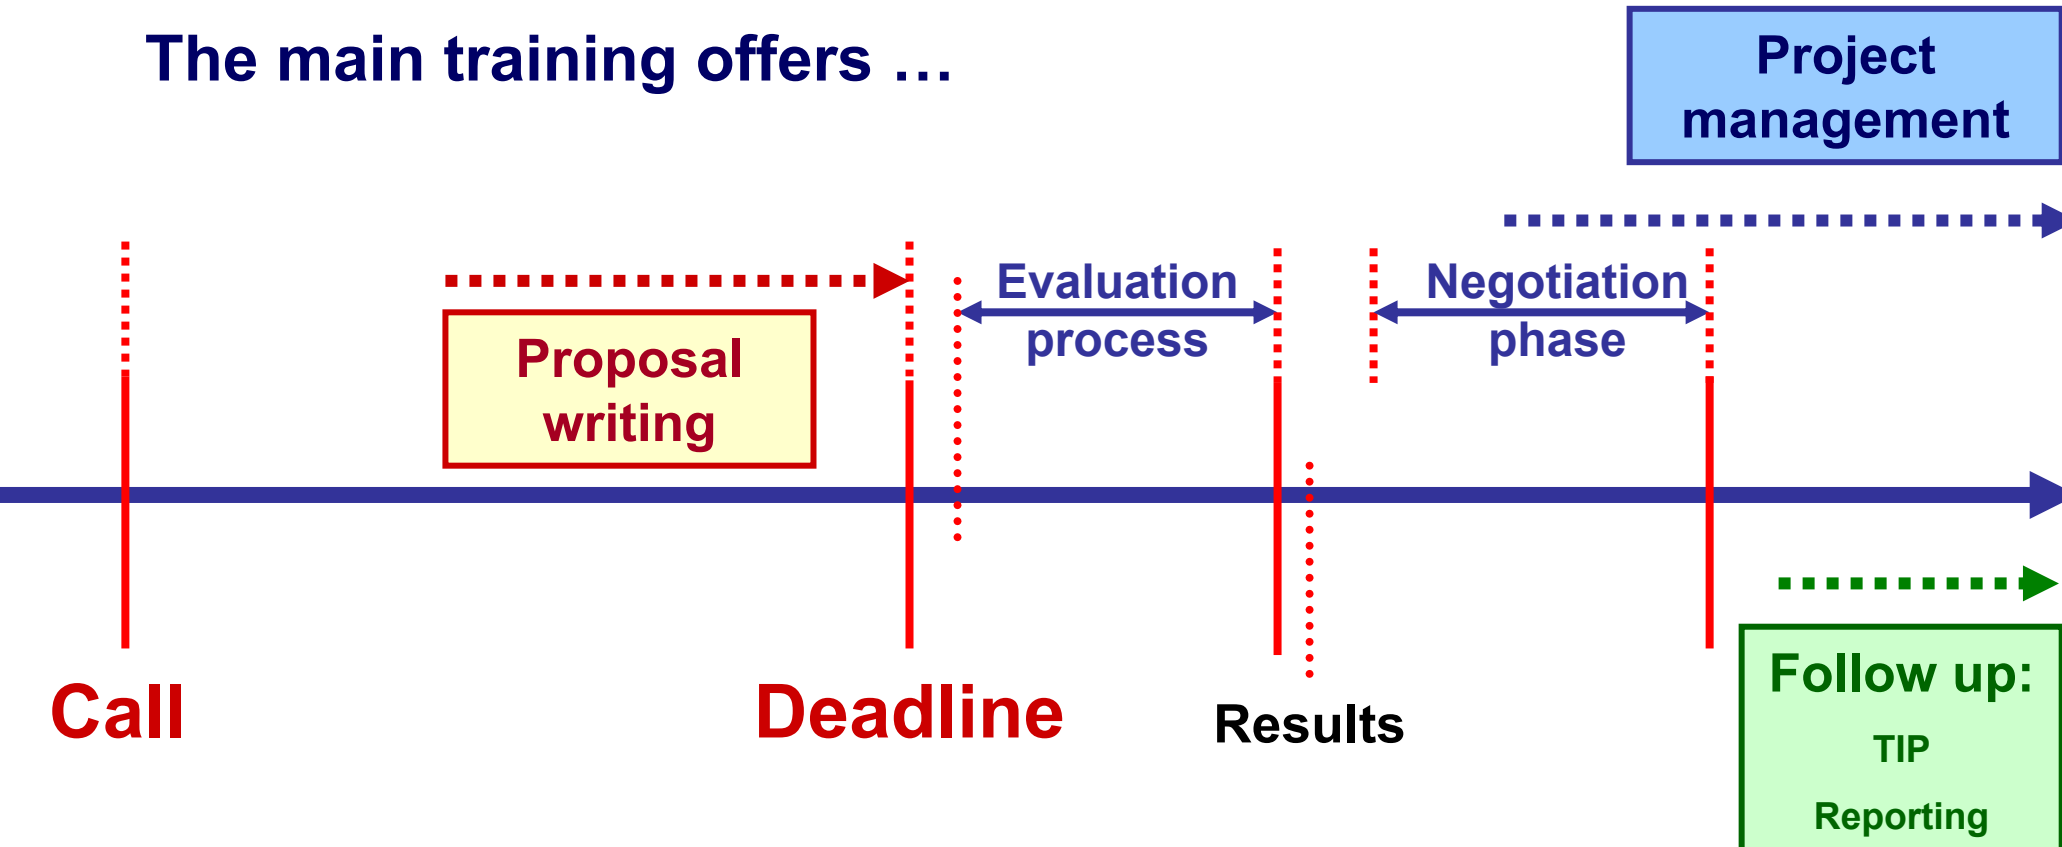 The main training offers …
Project
management
Evaluation
process
Negotiation
phase
Proposal
writing
Call
Deadline
Results
Follow up:
TIP
Reporting